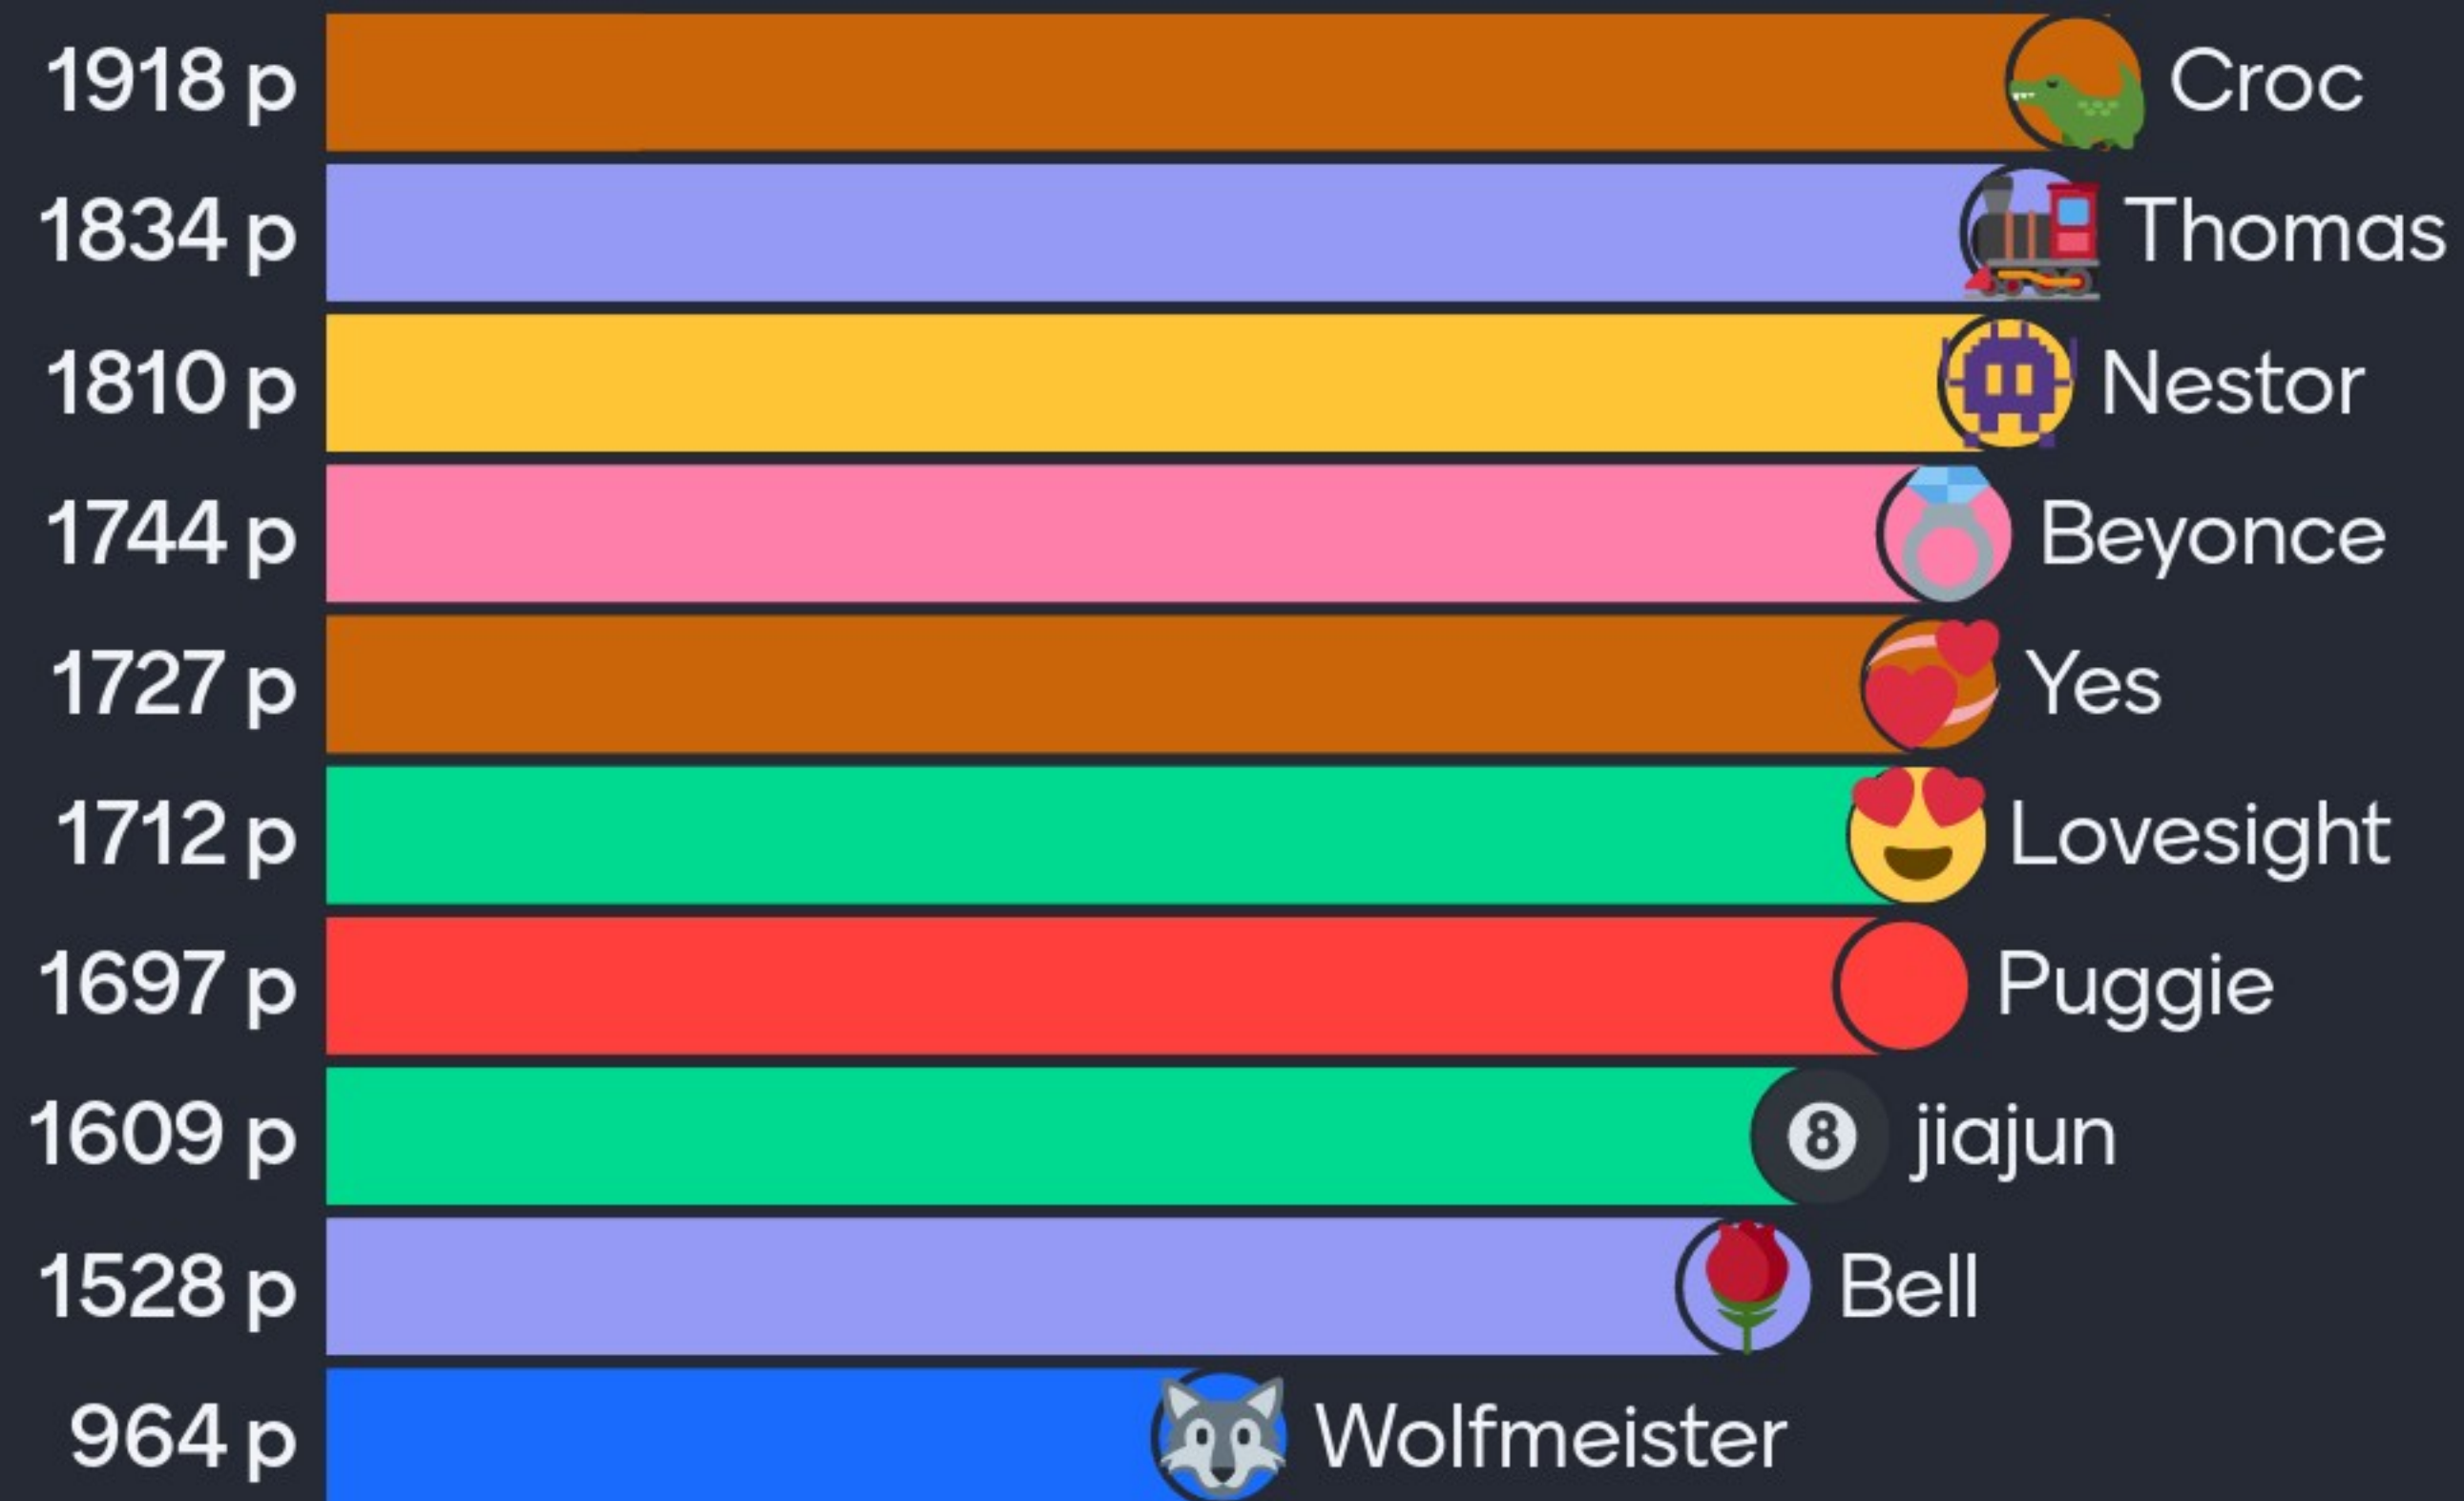 1918 p Croc
1834 p Thomas
1810 p Nestor
1744 p Beyonce
1727 p Yes
1712 p Lovesight
1697 p Puggie
1609 p 8 jiajun
1528 p Bell
964 p Wolfmeister